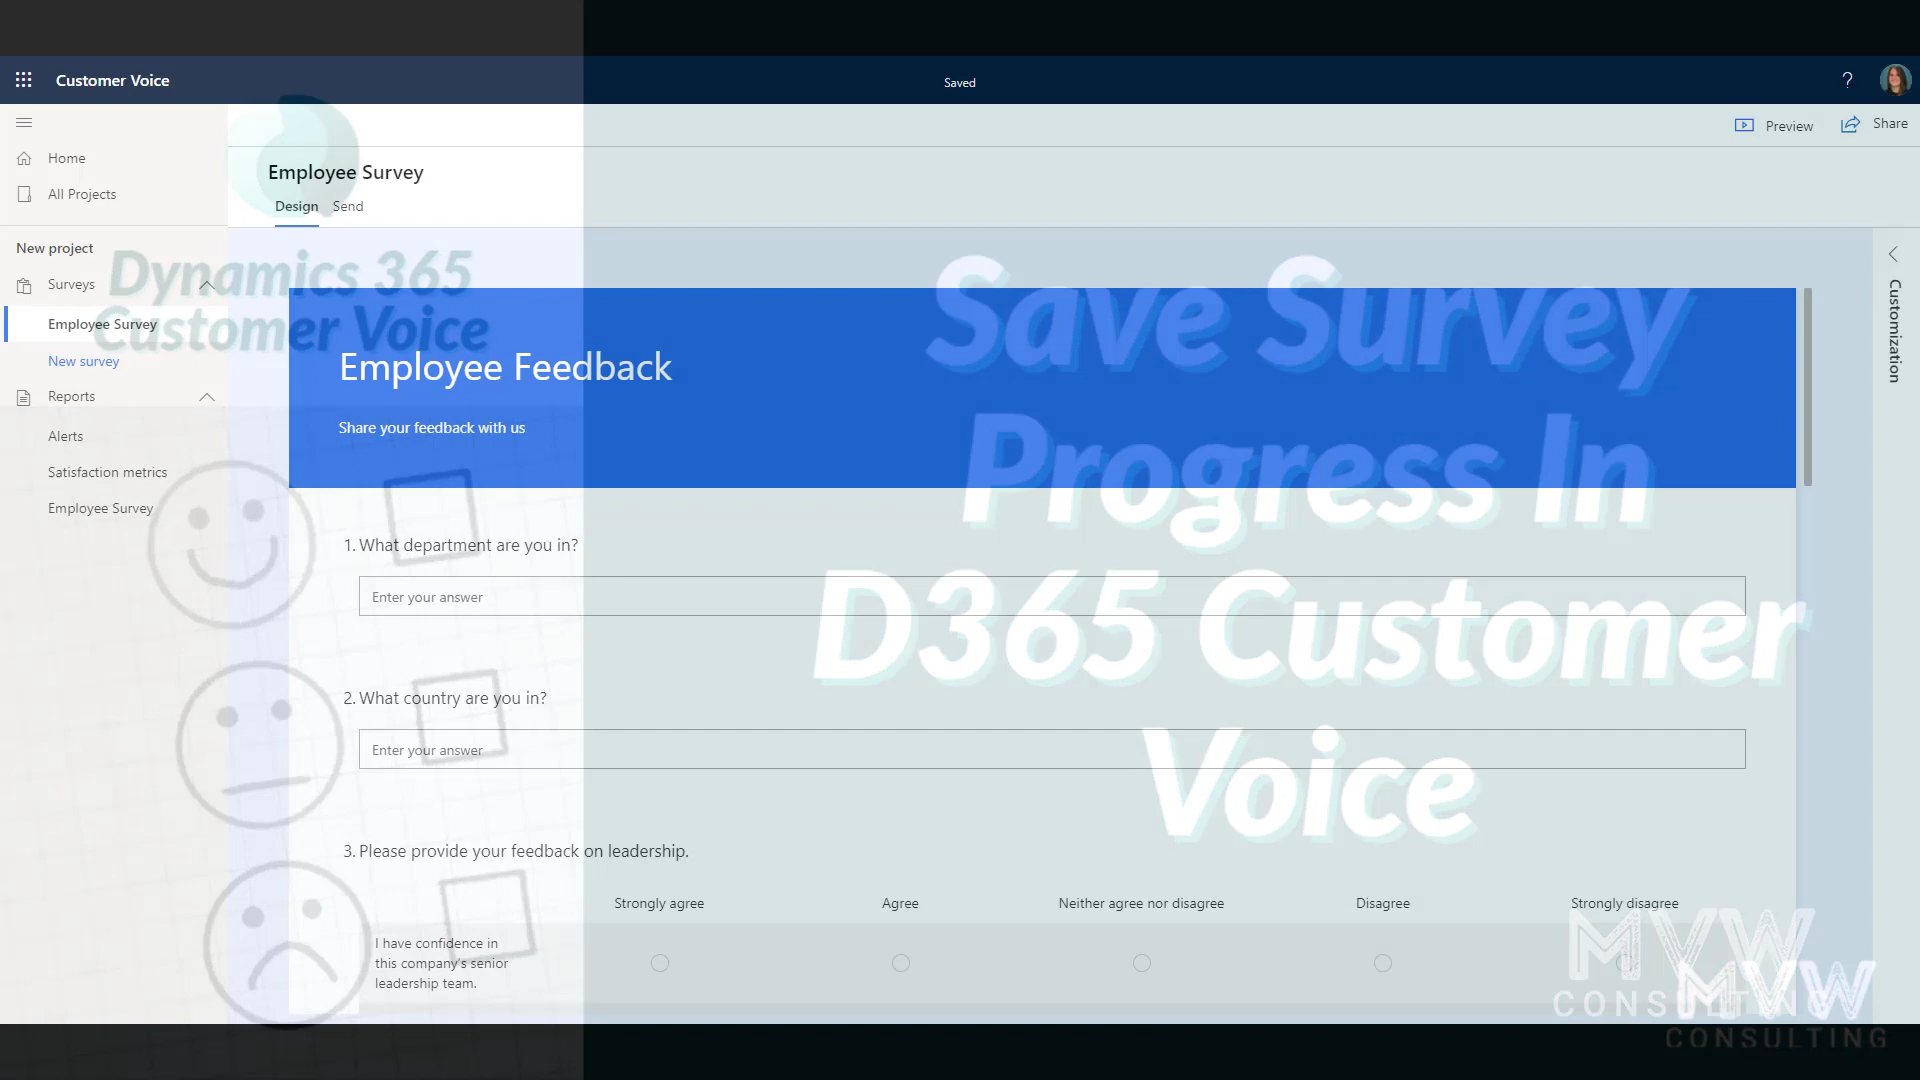 Customer Voice
Saved
?
Preview
Share
Home
All Projects
Employee Survey
Design
Send
New project
Dynamics 365
Customer Voice
Surveys
Employee Survey
New survey
Reports
Alerts
Satisfaction metrics
Employee Survey
Customization
Save Survey
Progress In
D365 Customer
Voice
Employee Feedback
Share your feedback with us
1. What department are you in?
Enter your answer
2. What country are you in?
Enter your answer
3. Please provide your feedback on leadership.
Strongly agree
Agree
Neither agree nor disagree
Disagree
Strongly disagree
I have confidence in
this company's senior
leadership team.
MVW
CONSULTING
MVW
CONSULTING